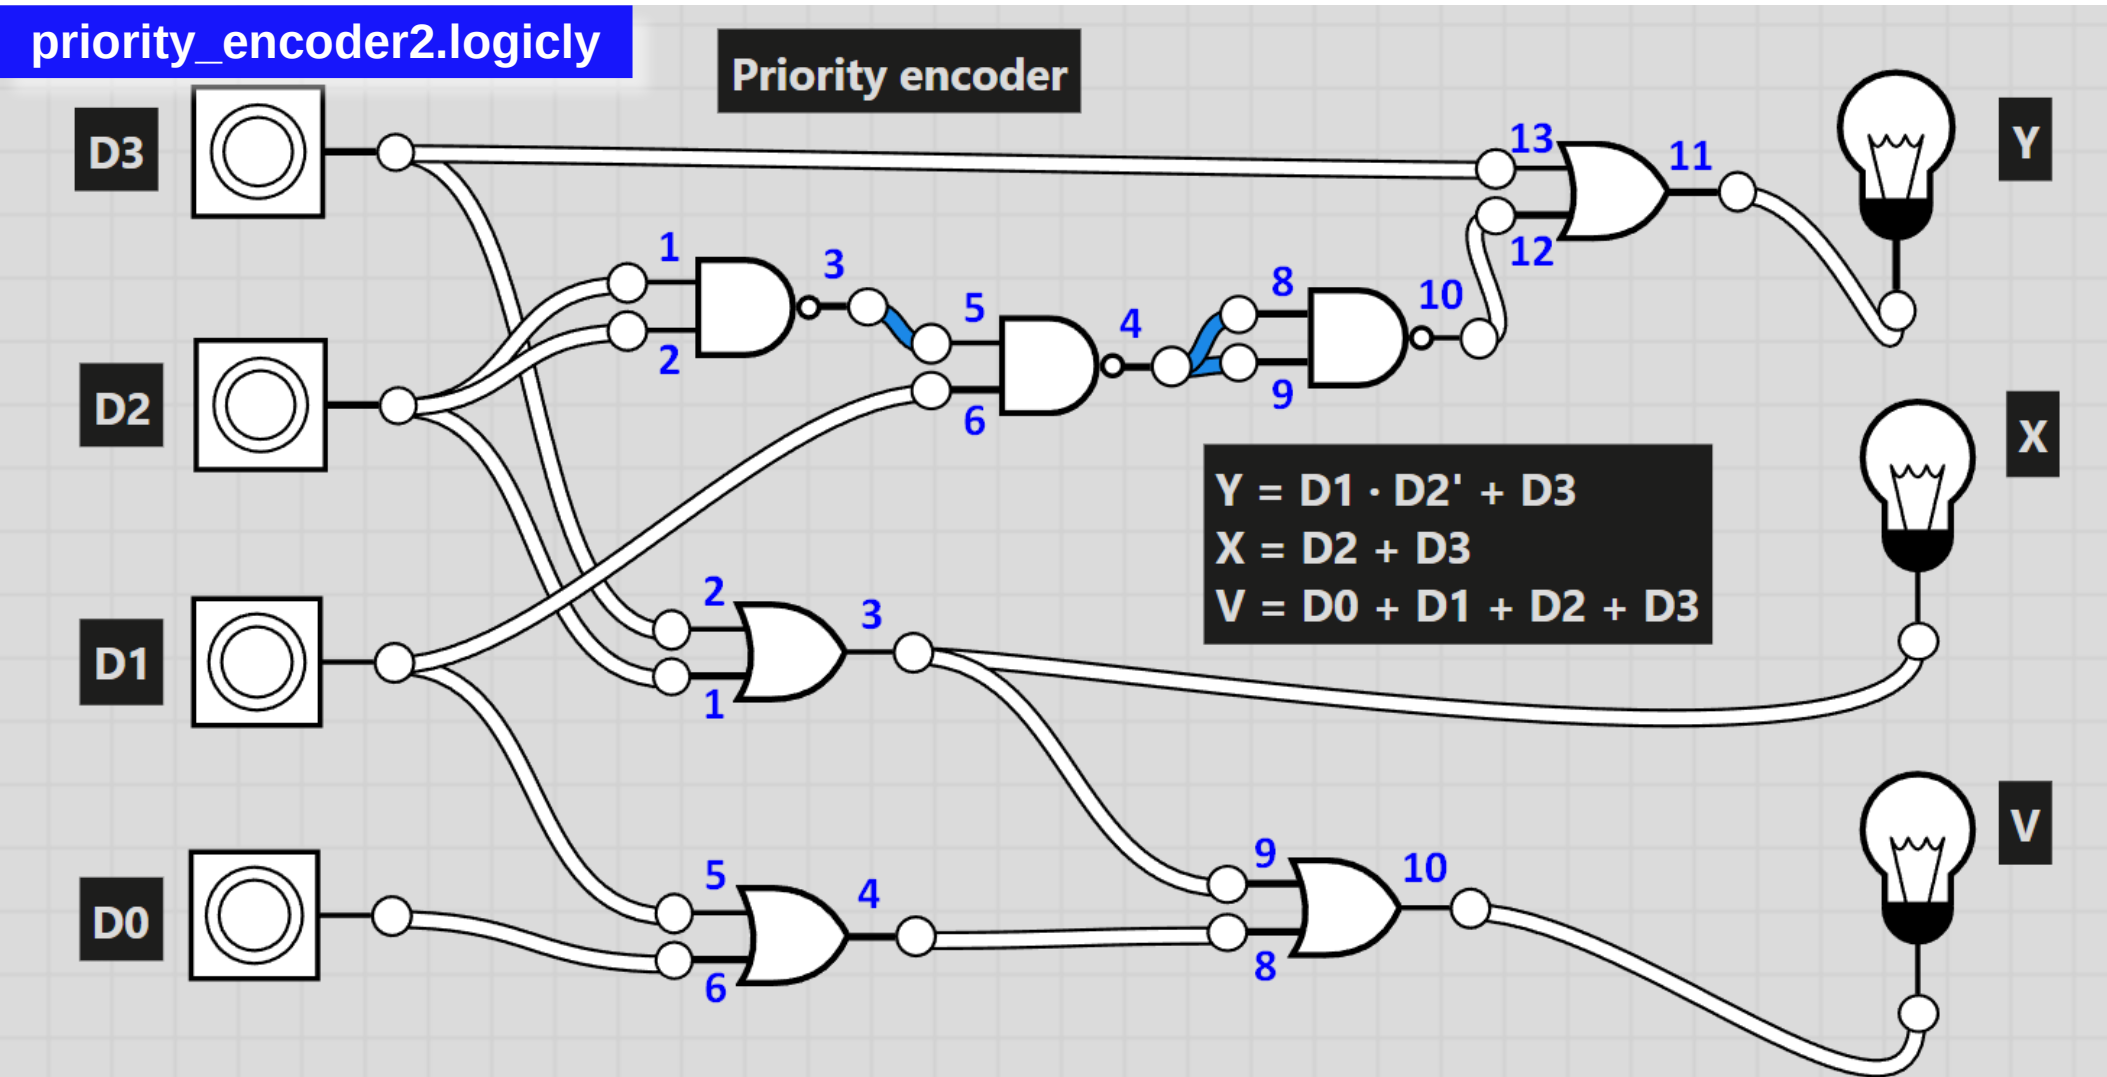 priority_encoder2.logicly
Priority encoder
D3
13
11
Y
12
1
3
2
5
4
6
8
10
9
D2
X
Y = D1 · D2' + D3
X = D2 + D3
V = D0 + D1 + D2 + D3
D1
2
3
1
D0
5
4
6
9
10
8
V